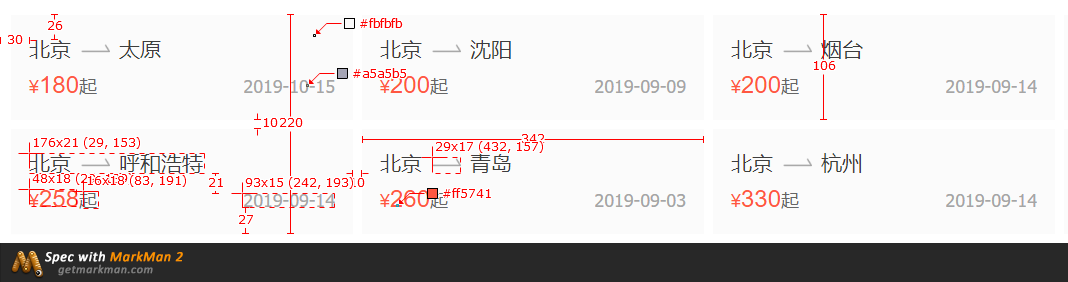 26
#fbfbfb
30
北京 太原
北京 沈阳
北京 烟台
106
#a5a5b5
¥180起 2019-10-15
¥200起 2019-09-09
¥200起 2019-09-14
10 220
342
176x21 (29, 153)
29x17 (432, 157)
北京 呼和浩特
北京 青岛
北京 杭州
16x18 (83, 191)
21
93x15 (242, 193)
#ff5741
¥258起 2019-09-14
¥260起 2019-09-03
¥330起 2019-09-14
27
Spec with MarkMan 2
getmarkman.com